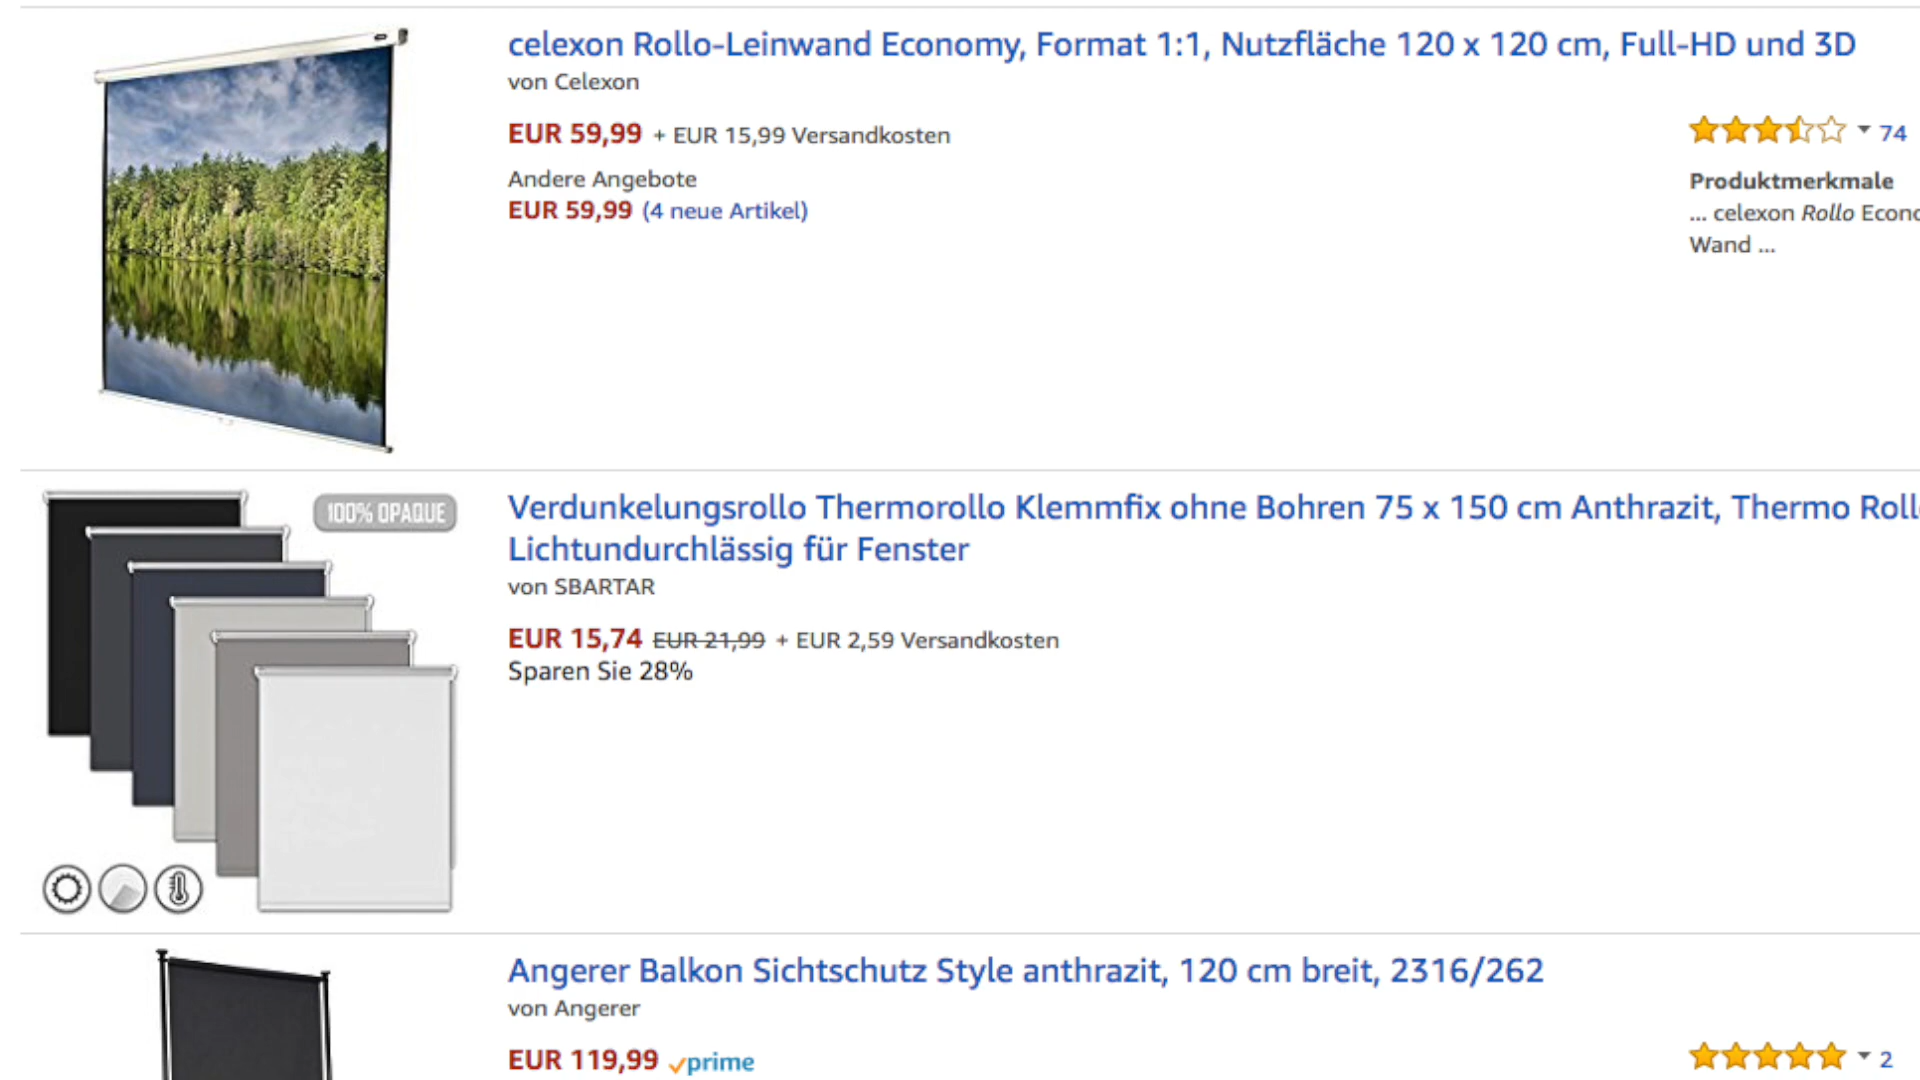 celexon Rollo-Leinwand Economy, Format 1:1, Nutzfläche 120 x 120 cm, Full-HD und 3D
von Celexon
EUR 59,99 + EUR 15,99 Versandkosten
74
Andere Angebote
EUR 59,99 (4 neue Artikel)
Produktmerkmale
... celexon Rollo Econo
Wand ...
100% OPAQUE
Verdunkelungsrollo Thermorollo Klemmfix ohne Bohren 75 x 150 cm Anthrazit, Thermo Roll
Lichtundurchlässig für Fenster
von SBARTAR
EUR 15,74 EUR 21,99 + EUR 2,59 Versandkosten
Sparen Sie 28%
Angerer Balkon Sichtschutz Style anthrazit, 120 cm breit, 2316/262
von Angerer
EUR 119,99 prime
2